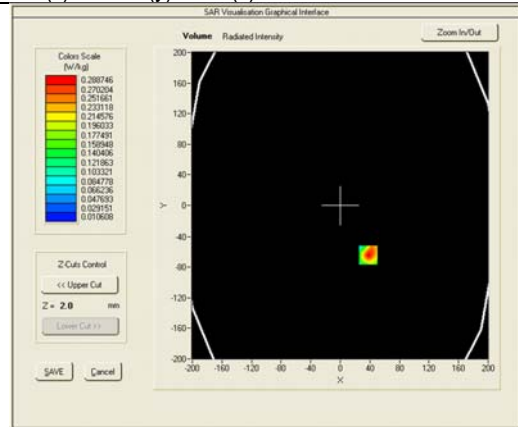 SAR Visualisation Graphical Interface
Volume Radiated Intensity
Zoom In/Out
Colors Scale
(W/kg)
0.288746
0.270204
0.251661
0.233118
0.214576
0.196033
0.177491
0.158948
0.140406
0.121863
0.103321
0.084778
0.066236
0.047693
0.029151
0.010608
Z-Cuts Control
<< Upper Cut
Z = 2.0 mm
Lower Cut >>
SAVE Cancel
200
160
120
80
40
Y 0
-40
-80
-120
-160
-200
-200 -160 -120 -80 -40 0 40 80 120 160 200
X